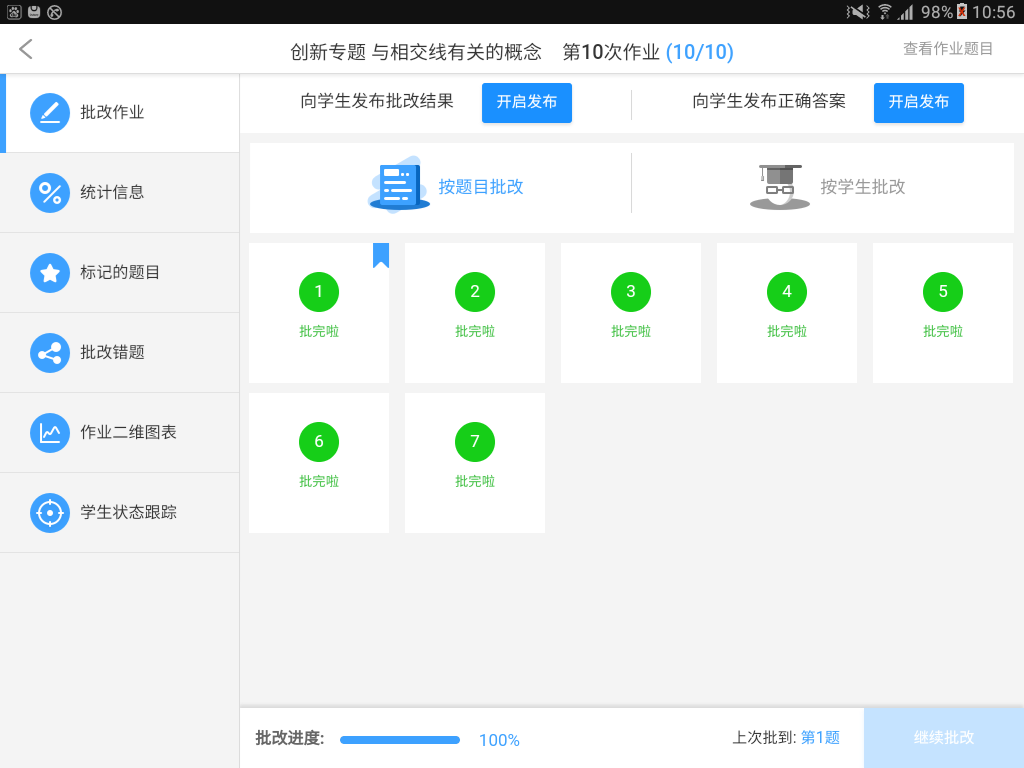 98% 10:56
创新专题 与相交线有关的概念 第10次作业 (10/10)
查看作业题目
批改作业
统计信息
标记的题目
批改错题
作业二维图表
学生状态跟踪
向学生发布批改结果 开启发布
向学生发布正确答案 开启发布
按题目批改
按学生批改
1
批完啦
2
批完啦
3
批完啦
4
批完啦
5
批完啦
6
批完啦
7
批完啦
批改进度: 100%
上次批到: 第1题
继续批改